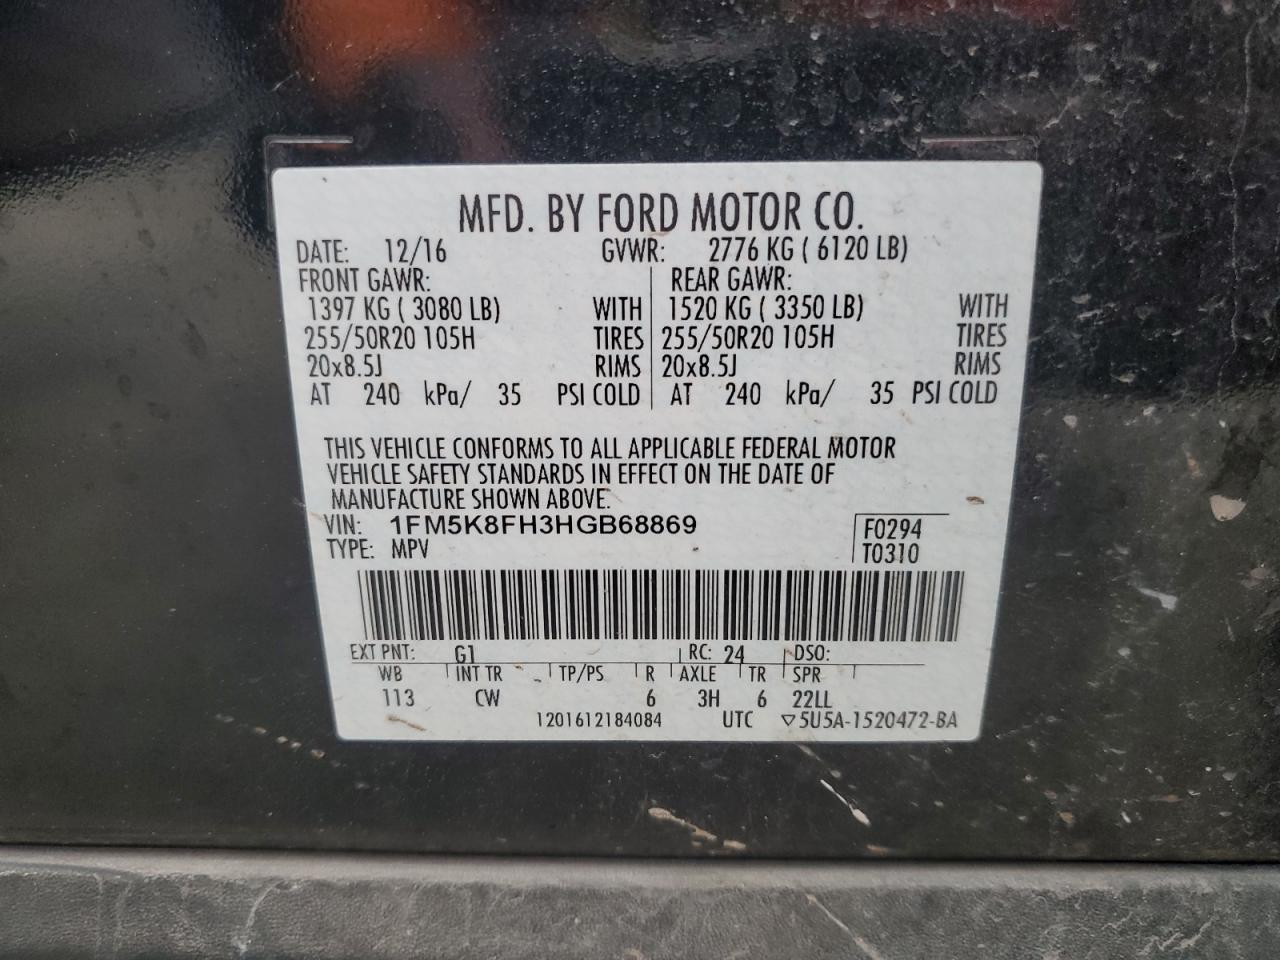 MFD. BY FORD MOTOR CO.
DATE: 12/16 GVWR: 2776 KG ( 6120 LB)
FRONT GAWR: REAR GAWR:
1397 KG ( 3080 LB) WITH 1520 KG ( 3350 LB) WITH
255/50R20 105H TIRES 255/50R20 105H TIRES
20x8.5J RIMS 20x8.5J RIMS
AT 240 kPa/ 35 PSI COLD AT 240 kPa/ 35 PSI COLD
THIS VEHICLE CONFORMS TO ALL APPLICABLE FEDERAL MOTOR
VEHICLE SAFETY STANDARDS IN EFFECT ON THE DATE OF
MANUFACTURE SHOWN ABOVE.
VIN: 1FM5K8FH3HGB68869 F0294
TYPE: MPV T0310
EXT PNT: G1 RC: 24 DSO:
WB INT TR TP/PS R AXLE TR SPR
113 CW 6 3H 6 22LL
1201612184084 UTC ▽5U5A-1520472-BA